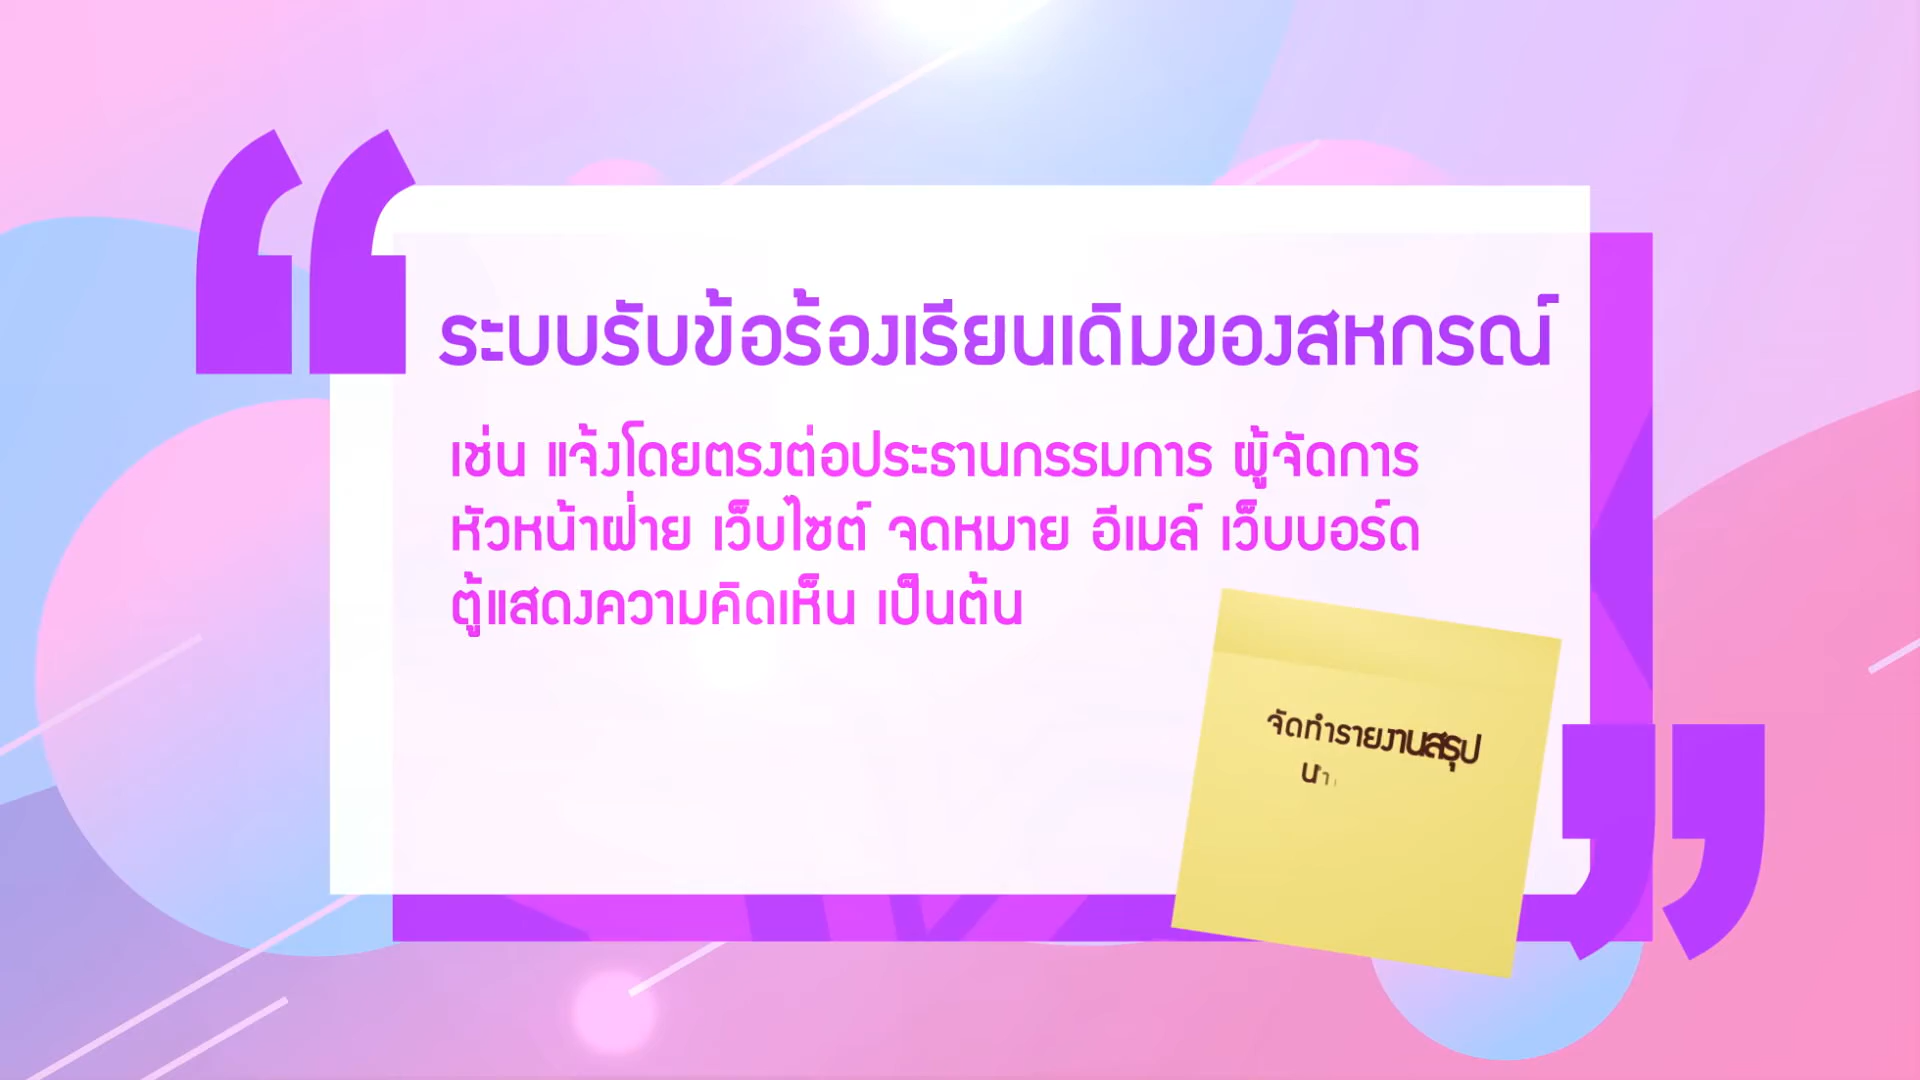 ระบบรับข้อร้องเรียนเดิมของสหกรณ์
เช่น แจ้งโดยตรงต่อประธานกรรมการ ผู้จัดการ
หัวหน้าฝ่าย เว็บไซต์ จดหมาย อีเมล์ เว็บบอร์ด
ตู้แสดงความคิดเห็น เป็นต้น
จัดทำรายงานสรุป